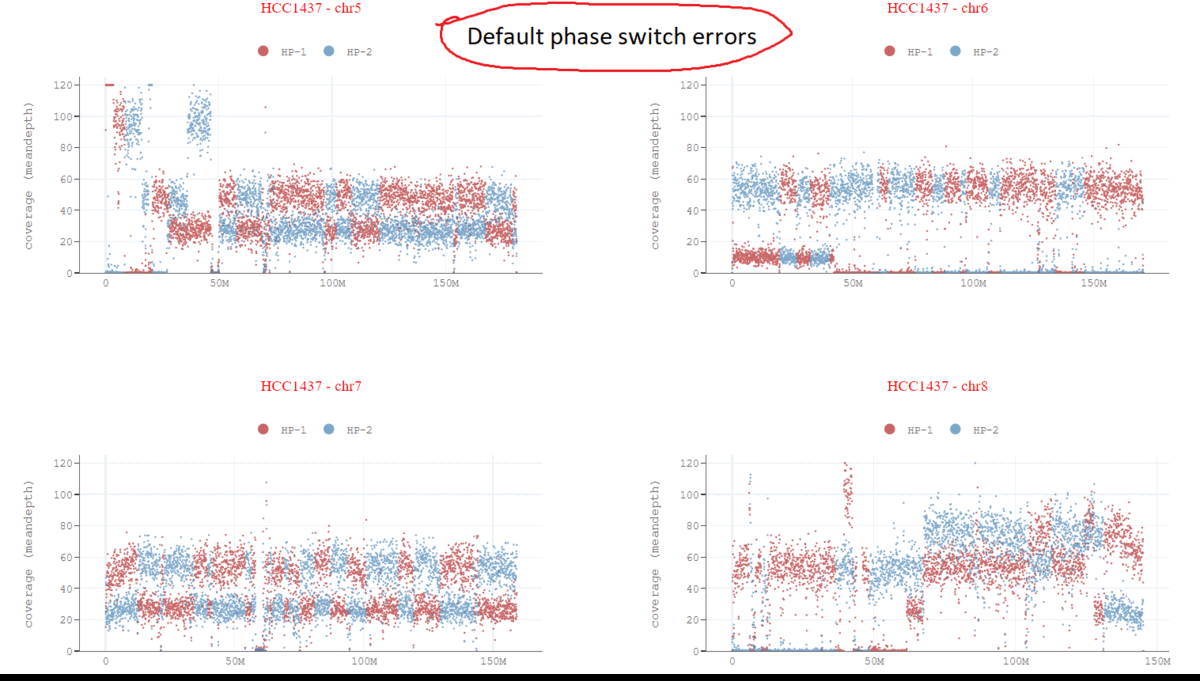 HCC1437 - chr5
Default phase switch errors
HCC1437 - chr6
HP-1 HP-2
HP-1 HP-2
coverage (meandepth)
120
100
80
60
40
20
0
0 50M 100M 150M
coverage (meandepth)
120
100
80
60
40
20
0
0 50M 100M 150M
HCC1437 - chr7
HCC1437 - chr8
HP-1 HP-2
HP-1 HP-2
coverage (meandepth)
120
100
80
60
40
20
0
0 50M 100M 150M
coverage (meandepth)
120
100
80
60
40
20
0
0 50M 100M 150M